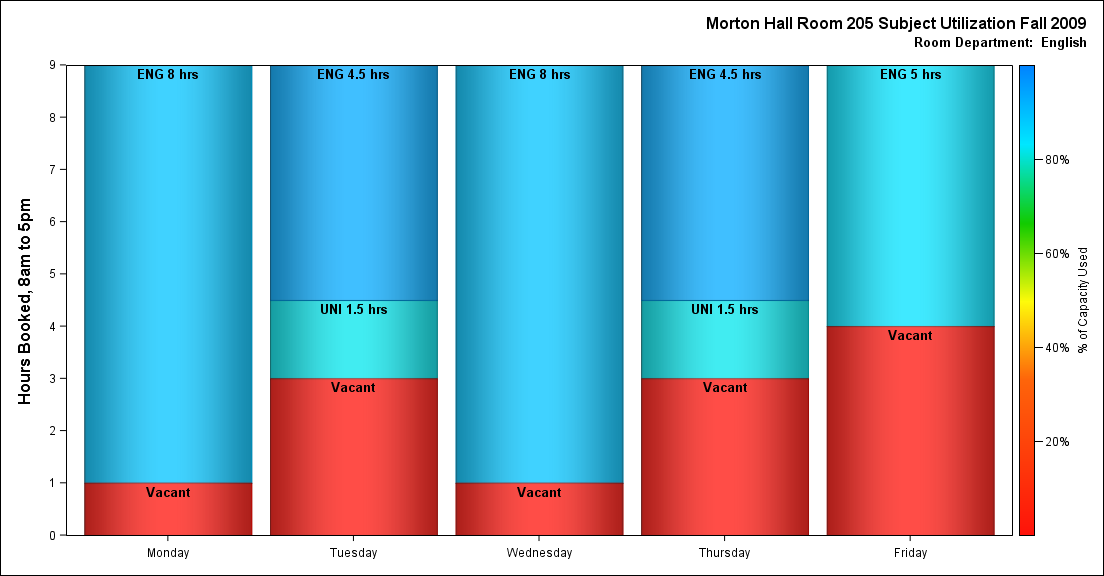 Morton Hall Room 205 Subject Utilization Fall 2009
Room Department:  English
Hours Booked, 8am to 5pm
9
8
7
6
5
4
3
2
1
0
ENG 8 hrs
Vacant
ENG 4.5 hrs
UNI 1.5 hrs
Vacant
ENG 8 hrs
Vacant
ENG 4.5 hrs
UNI 1.5 hrs
Vacant
ENG 5 hrs
Vacant
Monday
Tuesday
Wednesday
Thursday
Friday
80%
60%
40%
20%
% of Capacity Used